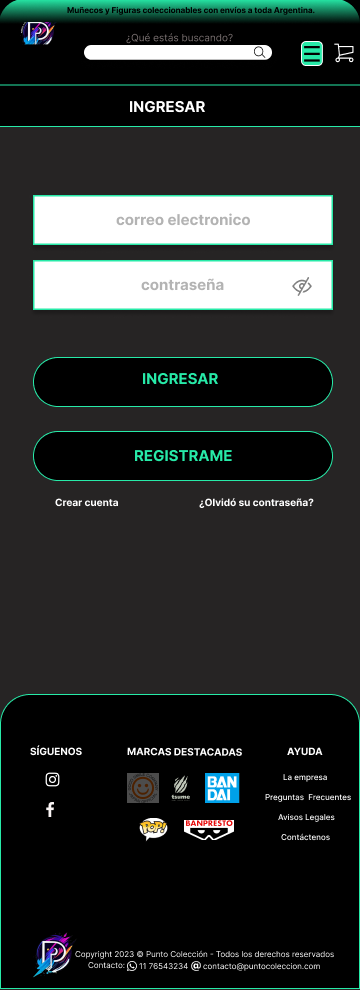 Muñecos y Figuras coleccionables con envíos a toda Argentina.
¿Qué estás buscando?
INGRESAR
correo electronico
contraseña
INGRESAR
REGISTRAME
Crear cuenta
¿Olvidó su contraseña?
SÍGUENOS
MARCAS DESTACADAS
tsume
BAN
DAI
POP!
BANPRESTO
AYUDA
La empresa
Preguntas Frecuentes
Avisos Legales
Contáctenos
Copyright 2023 © Punto Colección - Todos los derechos reservados
Contacto: 11 76543234 @ contacto@puntocoleccion.com